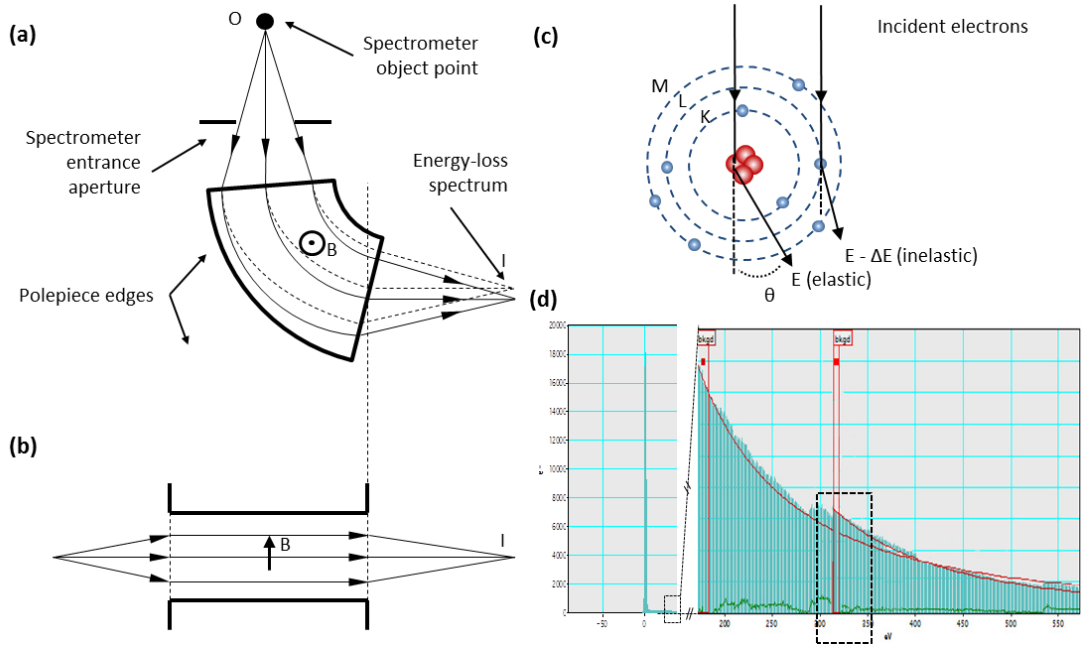 (a)
O
Spectrometer
object point
Spectrometer
entrance
aperture
Energy-loss
spectrum
B
I
Polepiece edges
(b)
B
I
(c)
Incident electrons
M
L
K
E - ΔE (inelastic)
E (elastic)
θ
(d)
bkgd
bkgd
18000
16000
14000
12000
10000
8000
6000
4000
2000
0
-50
0
200
250
300
350
400
450
500
550
eV